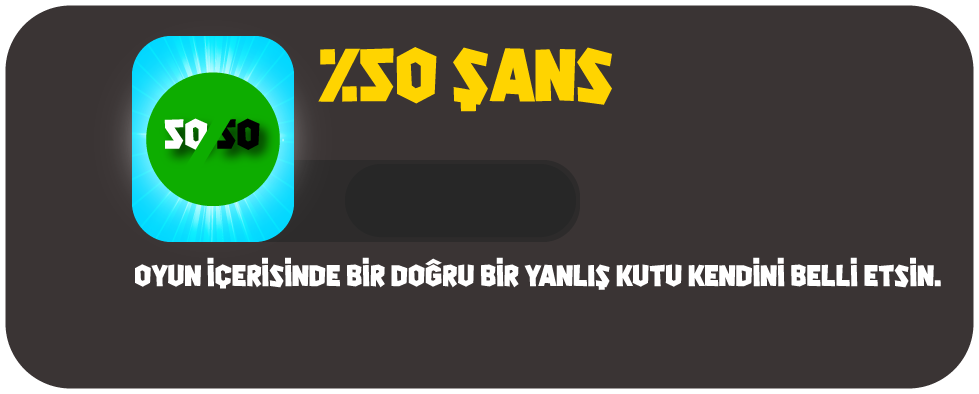 %50 ŞANS
50/50
OYUN İÇERİSİNDE BİR DOĞRU BİR YANLIŞ KUTU KENDİNİ BELLİ ETSİN.